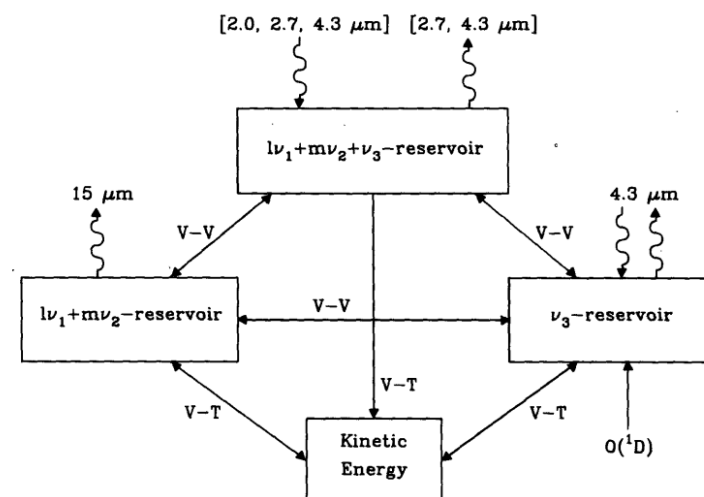 [2.0, 2.7, 4.3 μm] [2.7, 4.3 μm]
lν₁+mν₂+ν₃−reservoir
15 μm
4.3 μm
V−V
V−V
lν₁+mν₂−reservoir
V−V
ν₃−reservoir
V−T
V−T
V−T
Kinetic
Energy
O(¹D)